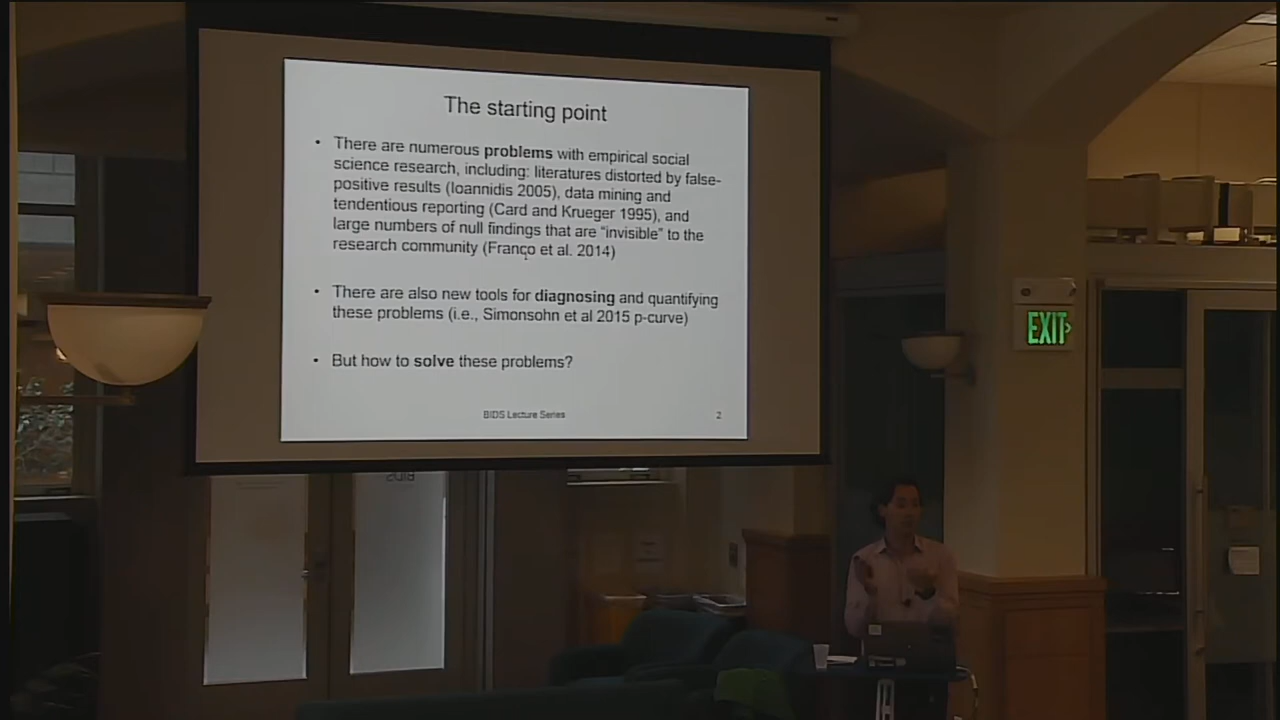 The starting point
• There are numerous problems with empirical social
science research, including: literatures distorted by false-
positive results (Ioannidis 2005), data mining and
tendentious reporting (Card and Krueger 1995), and
large numbers of null findings that are "invisible" to the
research community (Franço et al. 2014)
• There are also new tools for diagnosing and quantifying
these problems (i.e., Simonsohn et al 2015 p-curve)
• But how to solve these problems?
BIDS Lecture Series
2
EXIT